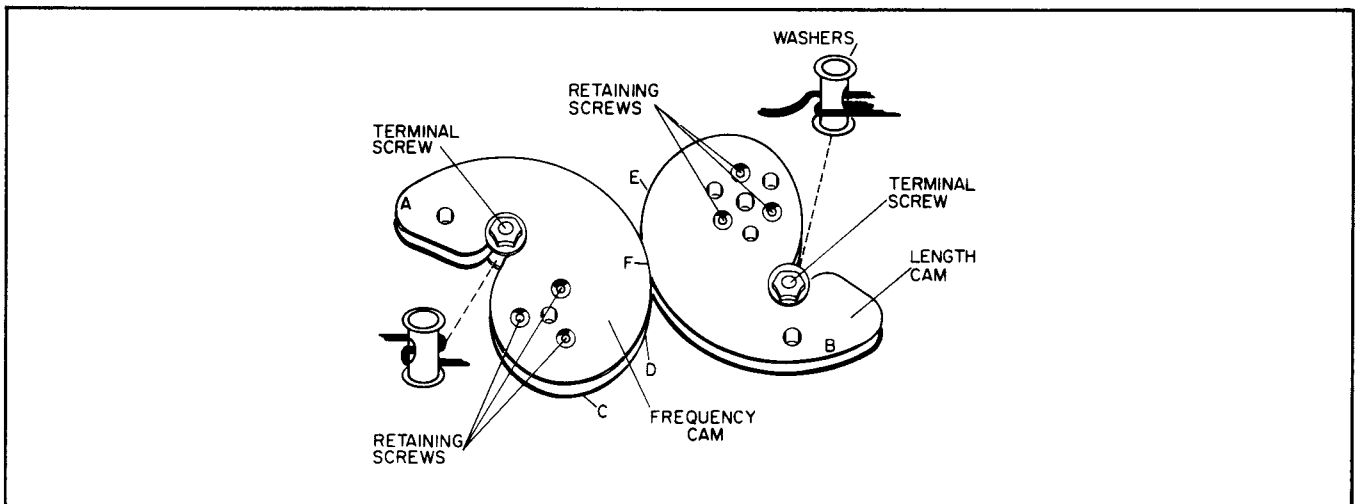 WASHERS
RETAINING
SCREWS
TERMINAL
SCREW
E
A
TERMINAL
SCREW
F
LENGTH
CAM
B
D
C
FREQUENCY
CAM
RETAINING
SCREWS